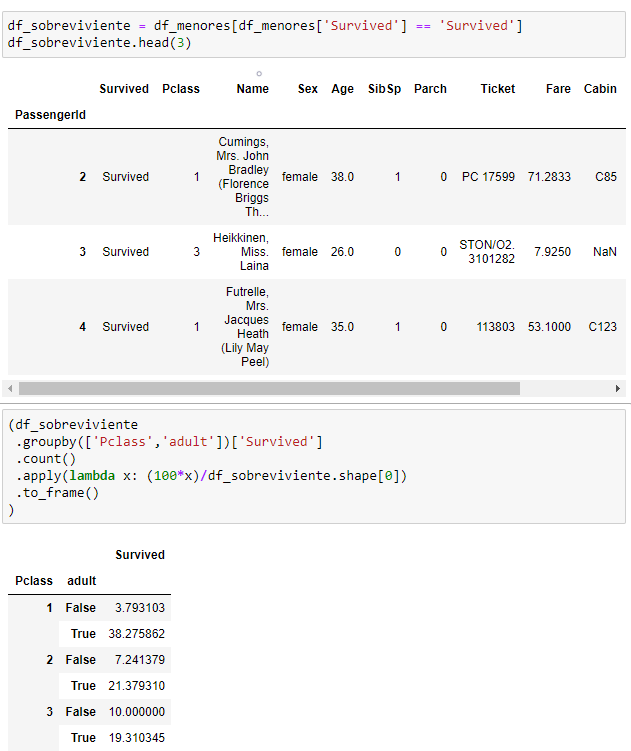 df_sobreviviente = df_menores[df_menores['Survived'] == 'Survived']
df_sobreviviente.head(3)
Survived Pclass Name Sex Age SibSp Parch Ticket Fare Cabin
PassengerId
2 Survived 1 Cumings, Mrs. John Bradley (Florence Briggs Th... female 38.0 1 0 PC 17599 71.2833 C85
3 Survived 3 Heikkinen, Miss. Laina female 26.0 0 0 STON/O2. 3101282 7.9250 NaN
4 Survived 1 Futrelle, Mrs. Jacques Heath (Lily May Peel) female 35.0 1 0 113803 53.1000 C123
(df_sobreviviente
.groupby(['Pclass','adult'])['Survived']
.count()
.apply(lambda x: (100*x)/df_sobreviviente.shape[0])
.to_frame()
)
Survived
Pclass adult
1 False 3.793103
True 38.275862
2 False 7.241379
True 21.379310
3 False 10.000000
True 19.310345